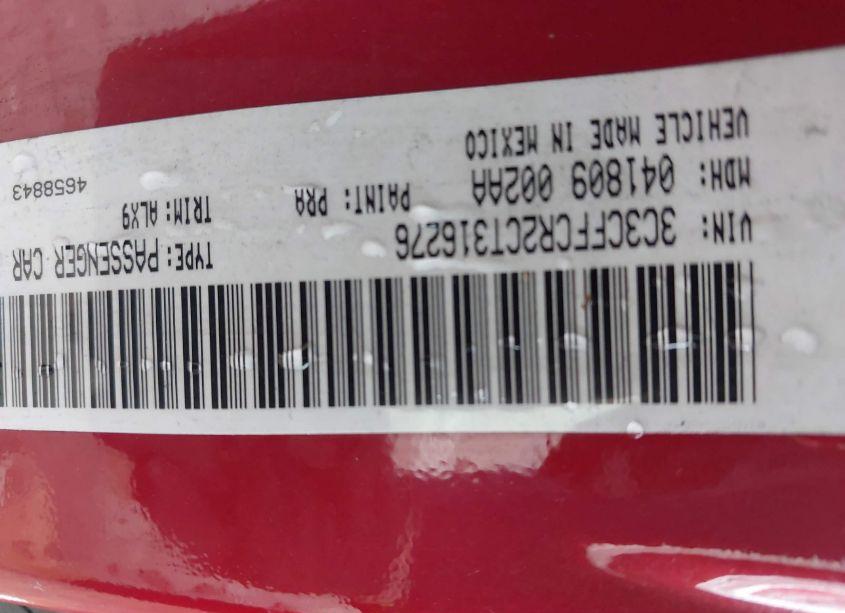 VIN: 3C3CFFCR2CT316276 TYPE: PASSENGER CAR
MDH: 041809 002AA PAINT: PRA TRIM: ALX9
VEHICLE MADE IN MEXICO 4658843